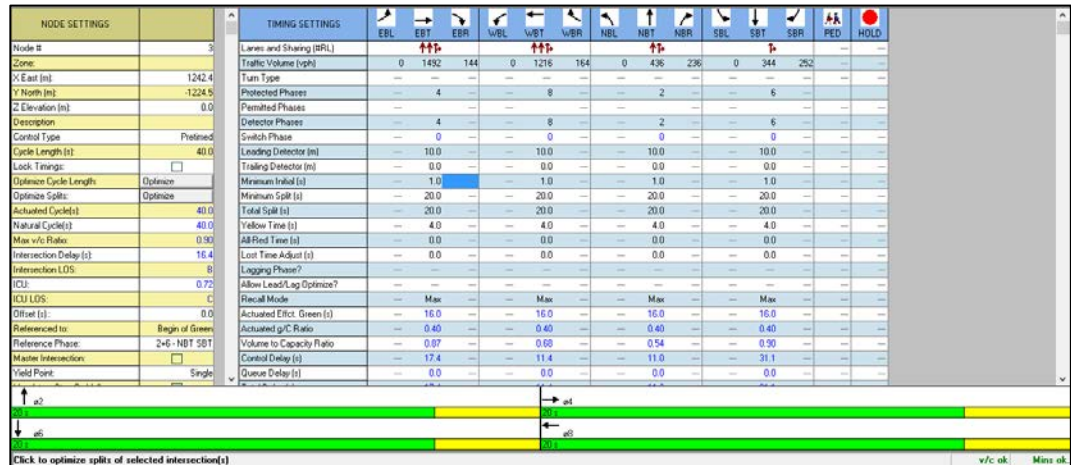 NODE SETTINGS
Node # 3
Zone:
X East (m): 1242.4
Y North (m): -1224.5
Z Elevation (m): 0.0
Description
Control Type Pretimed
Cycle Length (s): 40.0
Lock Timings:
Optimize Cycle Length: Optimize
Optimize Splits: Optimize
Actuated Cycle(s): 40.0
Natural Cycle(s): 40.0
Max v/c Ratio: 0.90
Intersection Delay (s): 16.4
Intersection LOS: B
ICU: 0.72
ICU LOS: C
Offset (s): 0.0
Referenced to: Begin of Green
Reference Phase: 2+6 - NBT SBT
Master Intersection:
Yield Point: Single
TIMING SETTINGS EBL EBT EBR WBL WBT WBR NBL NBT NBR SBL SBT SBR PED HOLD
Lanes and Sharing (#RL) — —
Traffic Volume (vph) 0 1492 144 0 1216 164 0 436 236 0 344 252 — —
Turn Type — — — — — — — — — — — — — —
Protected Phases 4 8 2 6 — —
Permitted Phases — —
Detector Phases — 4 — — 8 — — 2 — — 6 — — —
Switch Phase — 0 — — 0 — — 0 — — 0 — — —
Leading Detector (m) — 10.0 — — 10.0 — — 10.0 — — 10.0 — — —
Trailing Detector (m) — 0.0 — — 0.0 — — 0.0 — — 0.0 — — —
Minimum Initial (s) — 1.0 — 1.0 — — 1.0 — — 1.0 — — —
Minimum Split (s) — 20.0 — — 20.0 — — 20.0 — — 20.0 — — —
Total Split (s) — 20.0 — — 20.0 — — 20.0 — — 20.0 — — —
Yellow Time (s) — 4.0 — — 4.0 — — 4.0 — — 4.0 — — —
All-Red Time (s) — 0.0 — — 0.0 — — 0.0 — — 0.0 — — —
Lost Time Adjust (s) — 0.0 — — 0.0 — — 0.0 — — 0.0 — — —
Lagging Phase? — — — — — — — — — — — — — —
Allow Lead/Lag Optimize? — — — — — — — — — — — — — —
Recall Mode — Max — — Max — — Max — — Max — — —
Actuated Effct. Green (s) — 16.0 — — 16.0 — — 16.0 — — 16.0 — — —
Actuated g/C Ratio — 0.40 — — 0.40 — — 0.40 — — 0.40 — — —
Volume to Capacity Ratio — 0.87 — — 0.68 — — 0.54 — — 0.90 — — —
Control Delay (s) — 17.4 — — 11.4 — — 11.0 — — 31.1 — — —
Queue Delay (s) — 0.0 — — 0.0 — — 0.0 — — 0.0 — — —
ø2 ø4
20 s 20 s
ø6 ø8
20 s 20 s
Click to optimize splits of selected intersection(s) v/c ok Mins ok